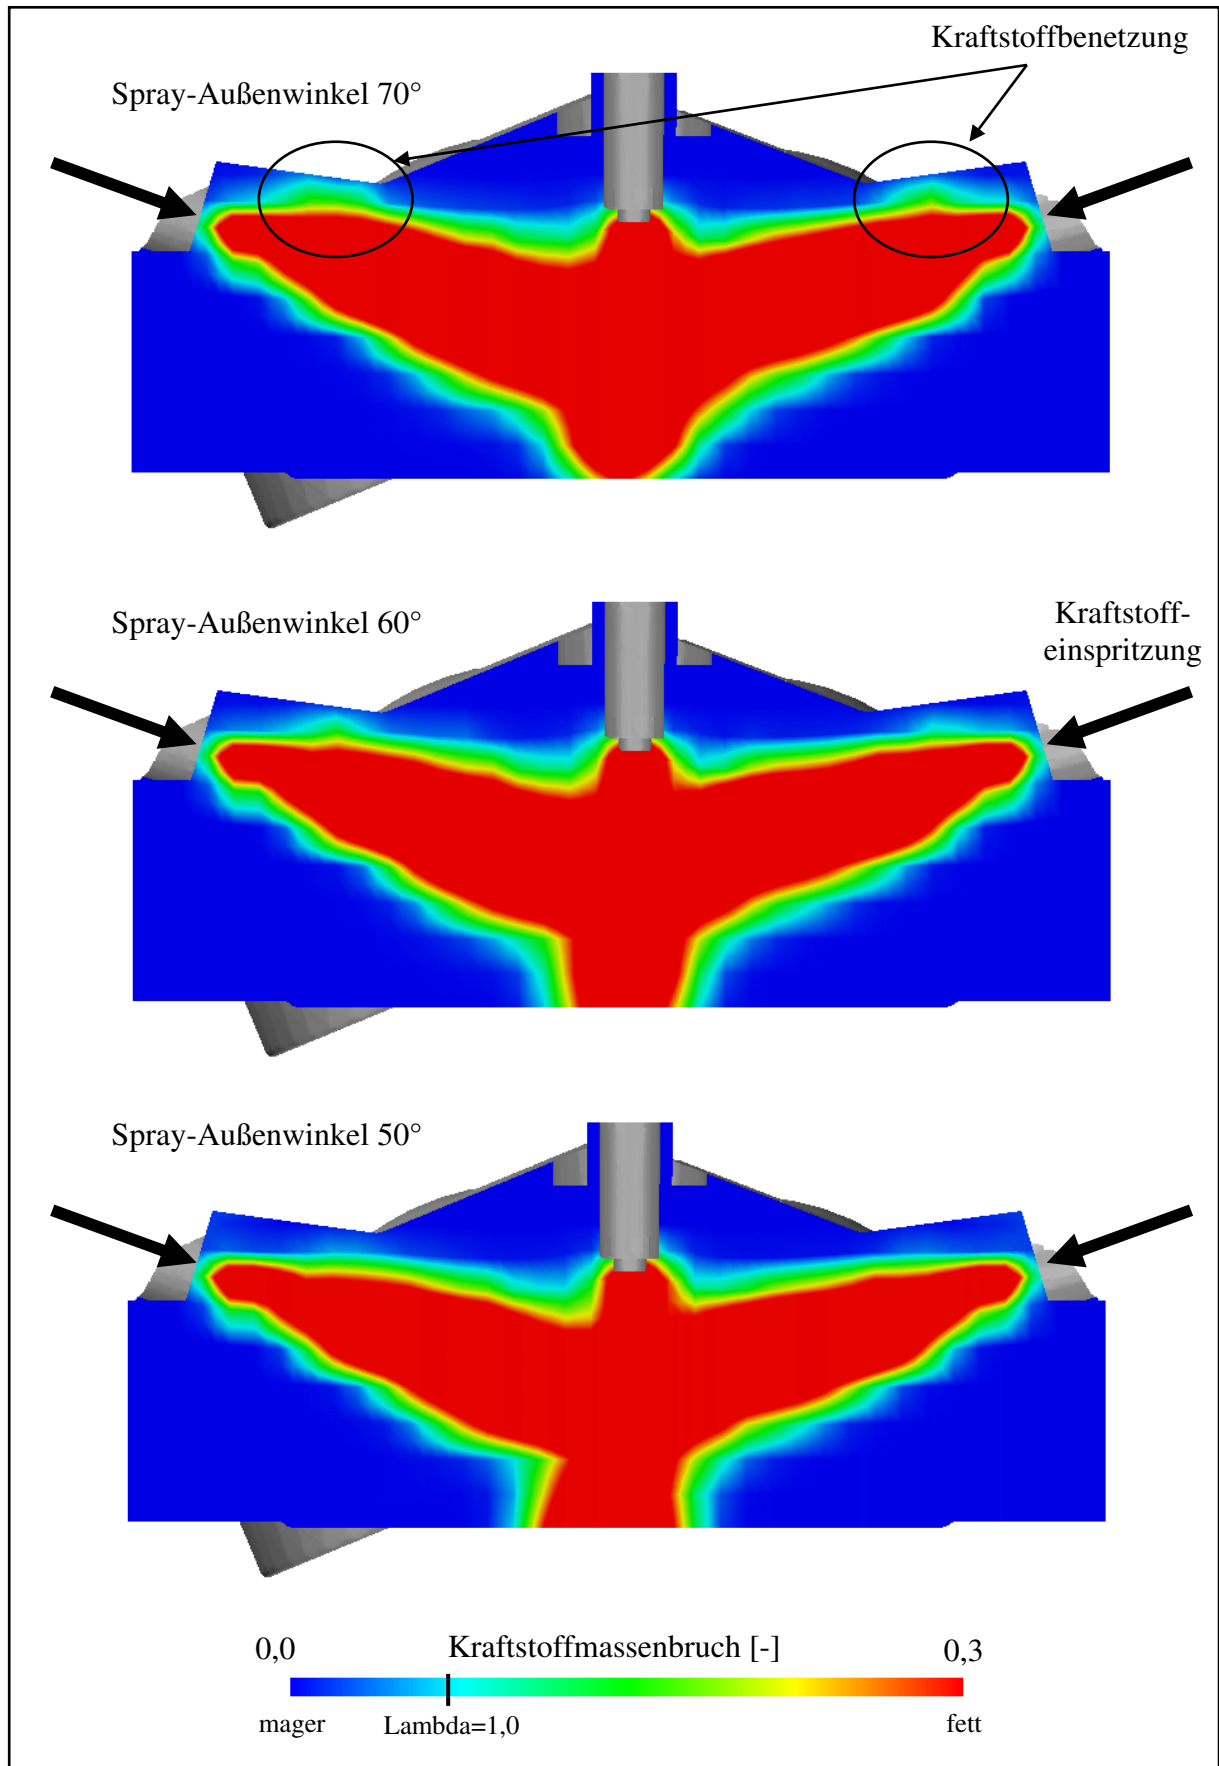 Kraftstoffbenetzung
Spray-Außenwinkel 70°
Spray-Außenwinkel 60°
Kraftstoff-
einspritzung
Spray-Außenwinkel 50°
0,0
Kraftstoffmassenbruch [-]
0,3
mager
Lambda=1,0
fett